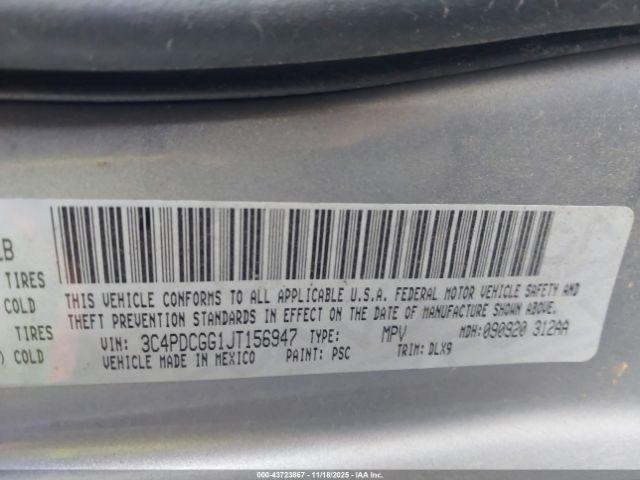 LB
TIRES
COLD
TIRES
) COLD
THIS VEHICLE CONFORMS TO ALL APPLICABLE U.S.A. FEDERAL MOTOR VEHICLE SAFETY AND
THEFT PREVENTION STANDARDS IN EFFECT ON THE DATE OF MANUFACTURE SHOWN ABOVE.
VIN: 3C4PDCGG1JT156947 TYPE: MPV MDH: 090920 312AA
VEHICLE MADE IN MEXICO PAINT: PSC TRIM: DLX9
000-43723867 - 11/18/2025 - IAA Inc.